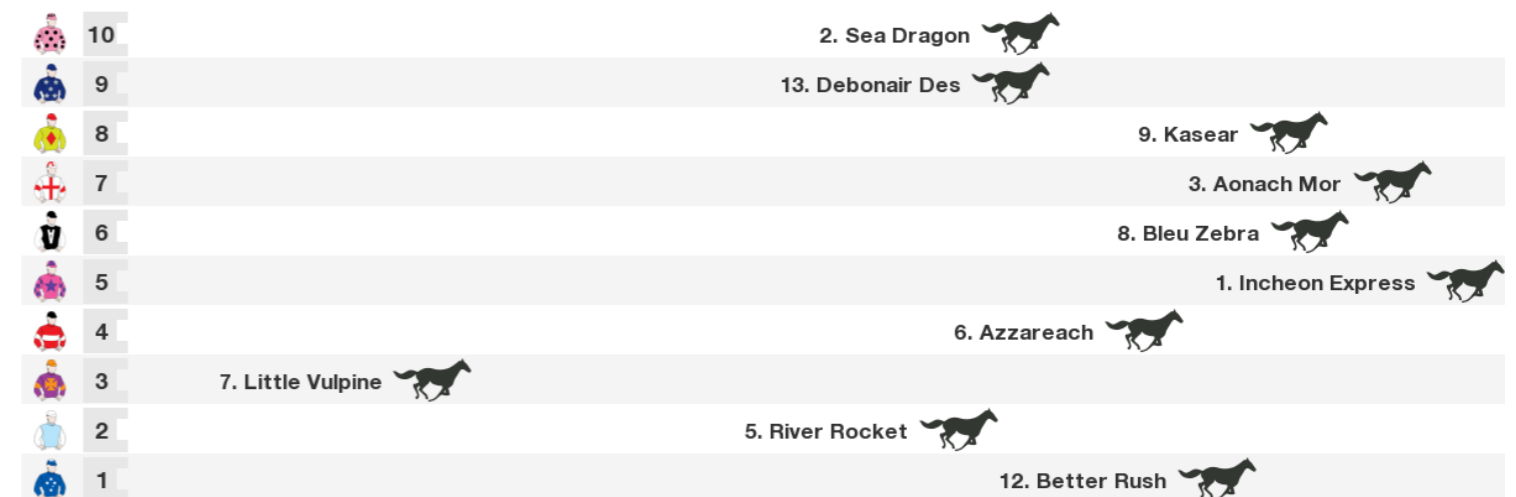 10 2. Sea Dragon
9 13. Debonair Des
8 9. Kasear
7 3. Aonach Mor
6 8. Bleu Zebra
5 1. Incheon Express
4 6. Azzareach
3 7. Little Vulpine
2 5. River Rocket
1 12. Better Rush